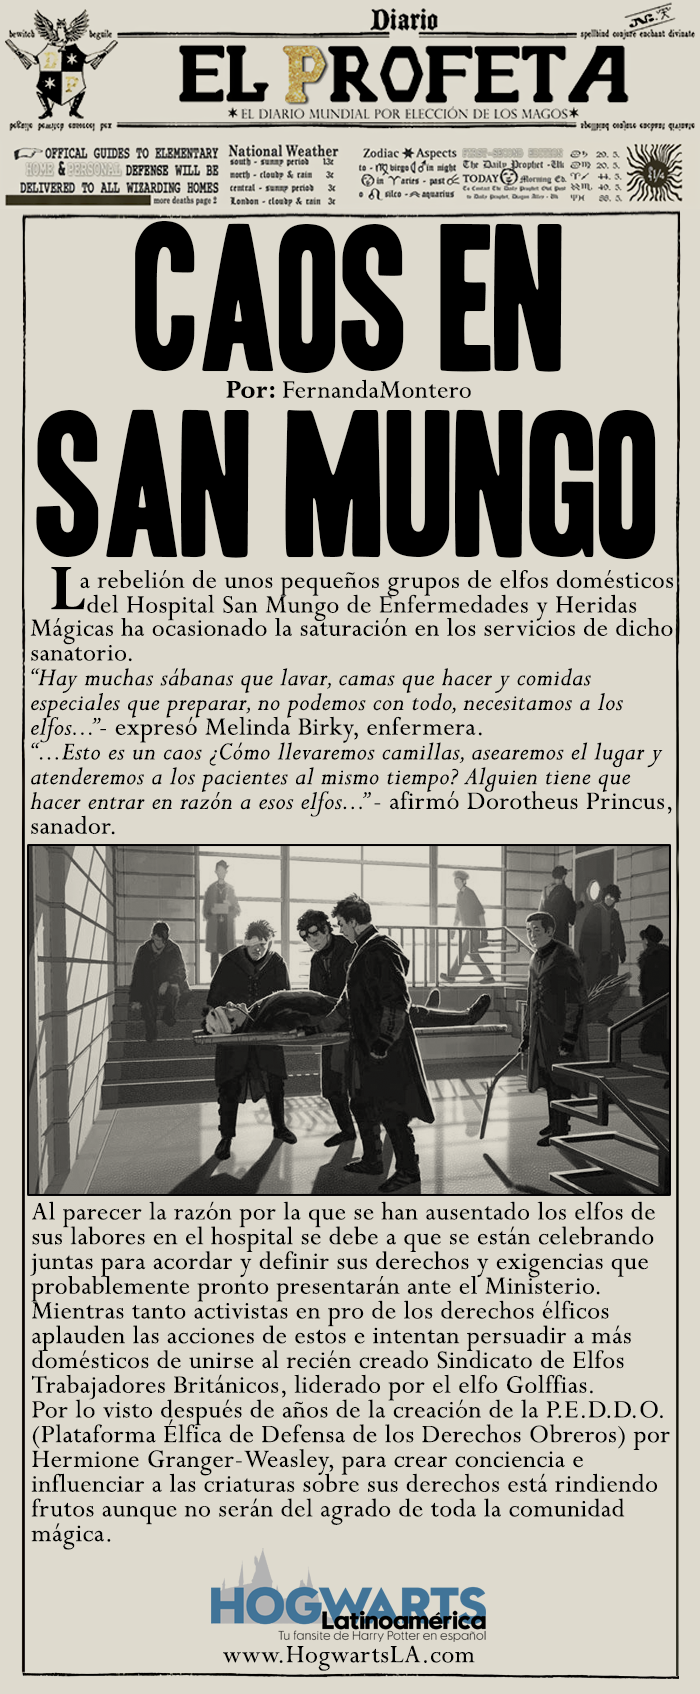 Diario
bewitch beguile
spellbind conjure enchant divinate
EL PROFETA
★EL DIARIO MUNDIAL POR ELECCIÓN DE LOS MAGOS★
OFFICAL GUIDES TO ELEMENTARY
HOME & PERSONAL DEFENSE WILL BE
DELIVERED TO ALL WIZARDING HOMES
more deaths page 2
National Weather
south - sunny period 13c
north - cloudy & rain 3c
central - sunny period 3c
London - cloudy & rain 3c
Zodiac ★ Aspects
in night
in aries - past
aquarius
FIRST-SECOND EDITION
The Daily Prophet -Uk
TODAY Morning Ed.
CAOS EN
Por: FernandaMontero
SAN MUNGO
La rebelión de unos pequeños grupos de elfos domésticos
del Hospital San Mungo de Enfermedades y Heridas
Mágicas ha ocasionado la saturación en los servicios de dicho
sanatorio.
“Hay muchas sábanas que lavar, camas que hacer y comidas
especiales que preparar, no podemos con todo, necesitamos a los
elfos…”- expresó Melinda Birky, enfermera.
“…Esto es un caos ¿Cómo llevaremos camillas, asearemos el lugar y
atenderemos a los pacientes al mismo tiempo? Alguien tiene que
hacer entrar en razón a esos elfos…”- afirmó Dorotheus Princus,
sanador.
Al parecer la razón por la que se han ausentado los elfos de
sus labores en el hospital se debe a que se están celebrando
juntas para acordar y definir sus derechos y exigencias que
probablemente pronto presentarán ante el Ministerio.
Mientras tanto activistas en pro de los derechos élficos
aplauden las acciones de estos e intentan persuadir a más
domésticos de unirse al recién creado Sindicato de Elfos
Trabajadores Británicos, liderado por el elfo Golffias.
Por lo visto después de años de la creación de la P.E.D.D.O.
(Plataforma Élfica de Defensa de los Derechos Obreros) por
Hermione Granger-Weasley, para crear conciencia e
influenciar a las criaturas sobre sus derechos está rindiendo
frutos aunque no serán del agrado de toda la comunidad
mágica.
HOGWARTS
Latinoamérica
Tu fansite de Harry Potter en español
www.HogwartsLA.com